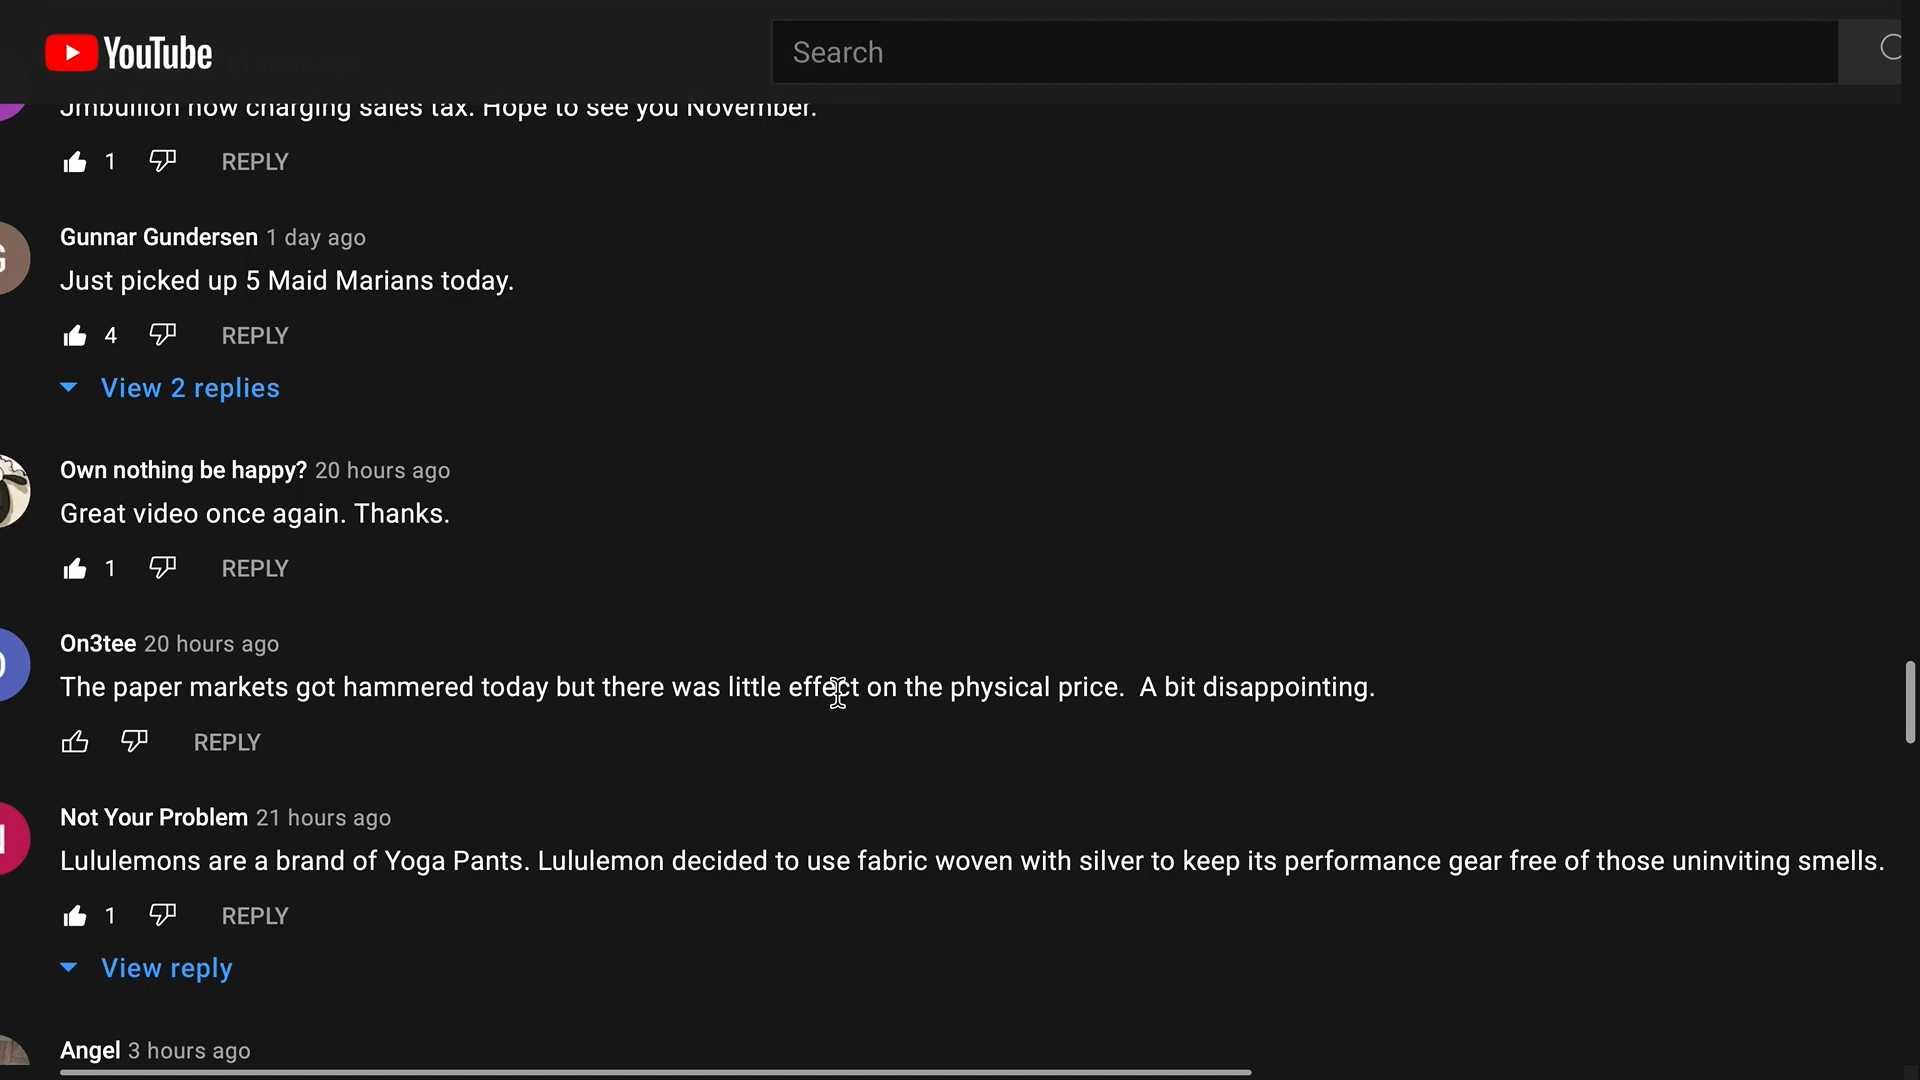 YouTube
Search
Jmbullion now charging sales tax. Hope to see you November.
1 REPLY
Gunnar Gundersen 1 day ago
Just picked up 5 Maid Marians today.
4 REPLY
View 2 replies
Own nothing be happy? 20 hours ago
Great video once again. Thanks.
1 REPLY
On3tee 20 hours ago
The paper markets got hammered today but there was little effect on the physical price.  A bit disappointing.
REPLY
Not Your Problem 21 hours ago
Lululemons are a brand of Yoga Pants. Lululemon decided to use fabric woven with silver to keep its performance gear free of those uninviting smells.
1 REPLY
View reply
Angel 3 hours ago